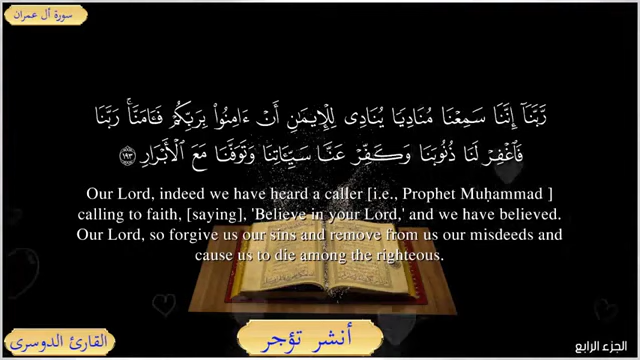 سورة آل عمران
رَّبَّنَآ إِنَّنَا سَمِعْنَا مُنَادِيًا يُنَادِى لِلْإِيمَٰنِ أَنْ ءَامِنُوا۟ بِرَبِّكُمْ فَـَٔامَنَّا ۚ رَبَّنَا
فَٱغْفِرْ لَنَا ذُنُوبَنَا وَكَفِّرْ عَنَّا سَيِّـَٔاتِنَا وَتَوَفَّنَا مَعَ ٱلْأَبْرَارِ ١٩٣
Our Lord, indeed we have heard a caller [i.e., Prophet Muḥammad ]
calling to faith, [saying], 'Believe in your Lord,' and we have believed.
Our Lord, so forgive us our sins and remove from us our misdeeds and
cause us to die among the righteous.
القارئ الدوسرى
أنشر تؤجر
الجزء الرابع